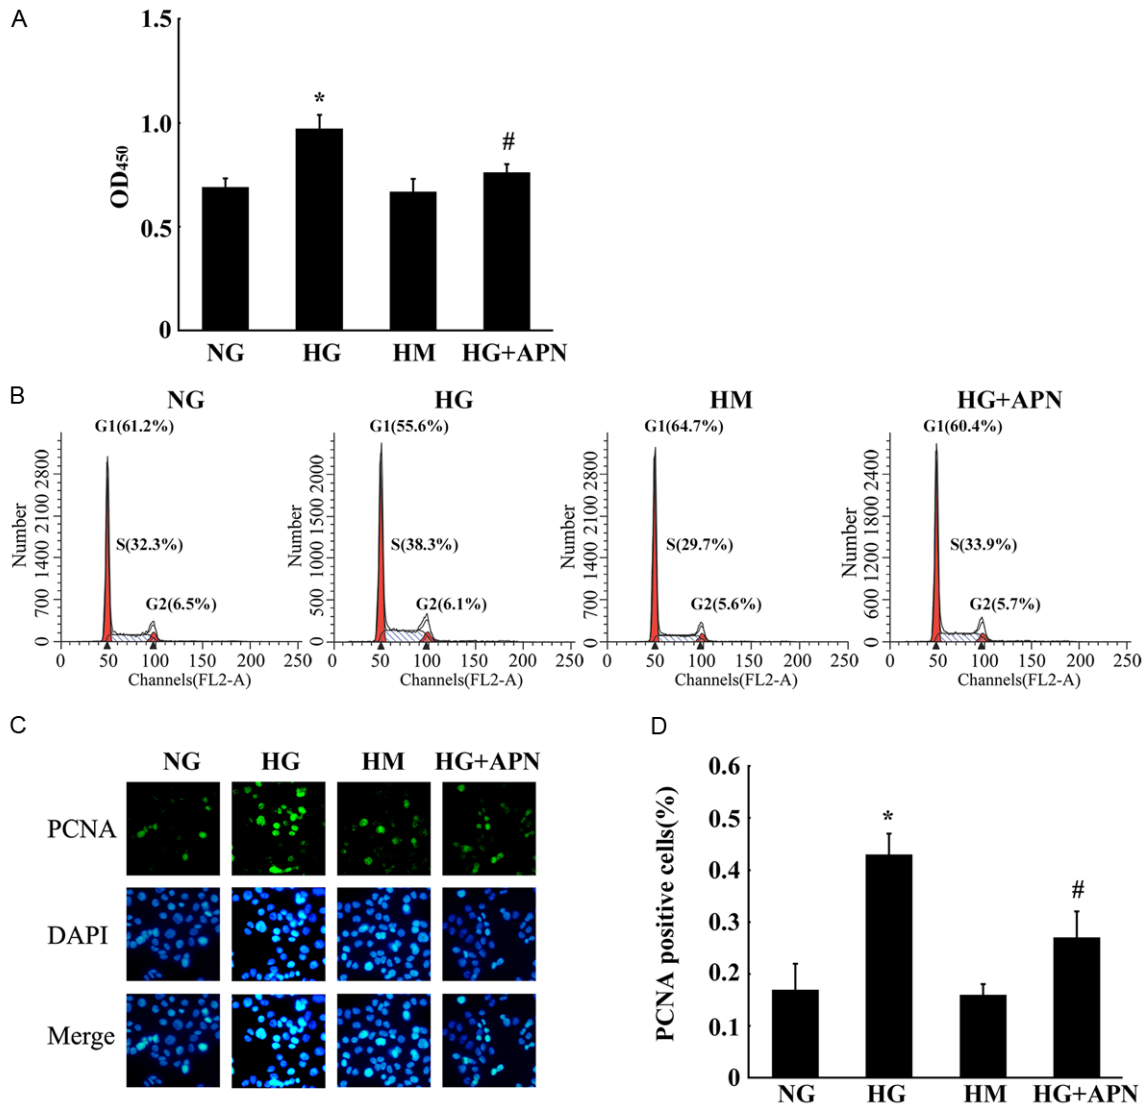 A
1.5
1.0
0.5
0
OD450
*
#
NG HG HM HG+APN
B
NG HG HM HG+APN
G1(61.2%) G1(55.6%) G1(64.7%) G1(60.4%)
S(32.3%) S(38.3%) S(29.7%) S(33.9%)
G2(6.5%) G2(6.1%) G2(5.6%) G2(5.7%)
Number Number Number Number
0 700 1400 2100 2800
0 500 1000 1500 2000
0 700 1400 2100 2800
0 600 1200 1800 2400
0 50 100 150 200 250 0 50 100 150 200 250 0 50 100 150 200 250 0 50 100 150 200 250
Channels(FL2-A) Channels(FL2-A) Channels(FL2-A) Channels(FL2-A)
C
NG HG HM HG+APN
PCNA
DAPI
Merge
D
PCNA positive cells(%)
0.6
0.5
0.4
0.3
0.2
0.1
0
*
#
NG HG HM HG+APN